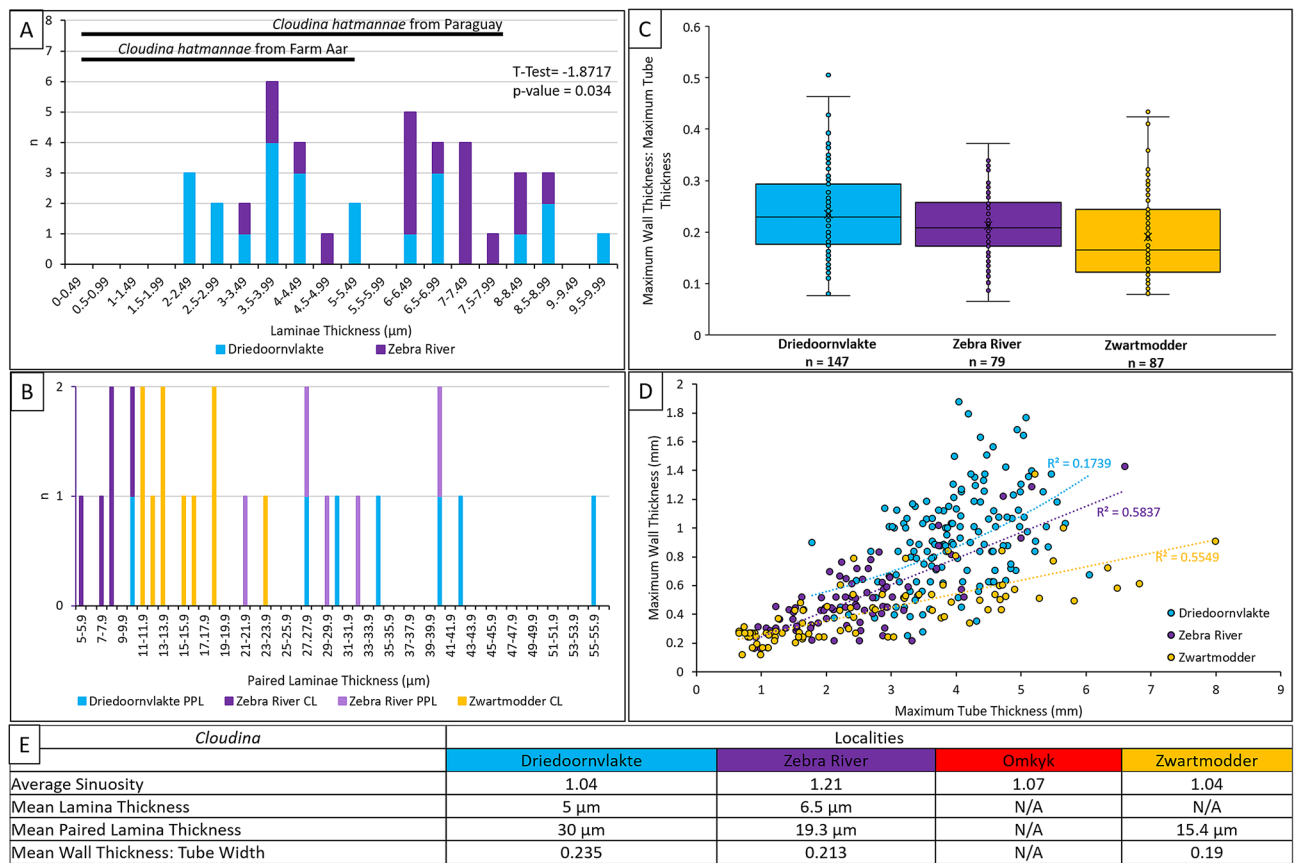 A
8
7
6
5
4
3
2
1
0
n
Cloudina hatmannae from Paraguay
Cloudina hatmannae from Farm Aar
T-Test= -1.8717
p-value = 0.034
0-0.49
0.5-0.99
1-1-49
1.5-1.99
2-2.49
2.5-2.99
3-3.49
3.5-3.99
4-4.49
4.5-4.99
5-5.49
5.5-5.99
6-6.49
6.5-6.99
7-7.49
7.5-7.99
8-8.49
8.5-8.99
9-9.49
9.5-9.99
Laminae Thickness (µm)
Driedoornvlakte Zebra River
C
0.6
0.5
0.4
0.3
0.2
0.1
0
Maximum Wall Thickness: Maximum Tube
Thickness
Driedoornvlakte Zebra River Zwartmodder
n = 147 n = 79 n = 87
B
2
1
0
n
5-5.9
7-7.9
9-9.9
11-11.9
13-13.9
15-15.9
17.17.9
19-19.9
21-21.9
23-23.9
25-25.9
27.27.9
29-29.9
31-31.9
33-33.9
35-35.9
37-37.9
39-39.9
41-41.9
43-43.9
45-45.9
47-47.9
49-49.9
51-51.9
53-53.9
55-55.9
Paired Laminae Thickness (µm)
Driedoornvlakte PPL Zebra River CL Zebra River PPL Zwartmodder CL
D
2
1.8
1.6
1.4
1.2
1
0.8
0.6
0.4
0.2
0
Maximum Wall Thickness (mm)
R² = 0.1739
R² = 0.5837
R² = 0.5549
Driedoornvlakte
Zebra River
Zwartmodder
0 1 2 3 4 5 6 7 8 9
Maximum Tube Thickness (mm)
E Cloudina Localities
Driedoornvlakte Zebra River Omkyk Zwartmodder
Average Sinuosity 1.04 1.21 1.07 1.04
Mean Lamina Thickness 5 µm 6.5 µm N/A N/A
Mean Paired Lamina Thickness 30 µm 19.3 µm N/A 15.4 µm
Mean Wall Thickness: Tube Width 0.235 0.213 N/A 0.19